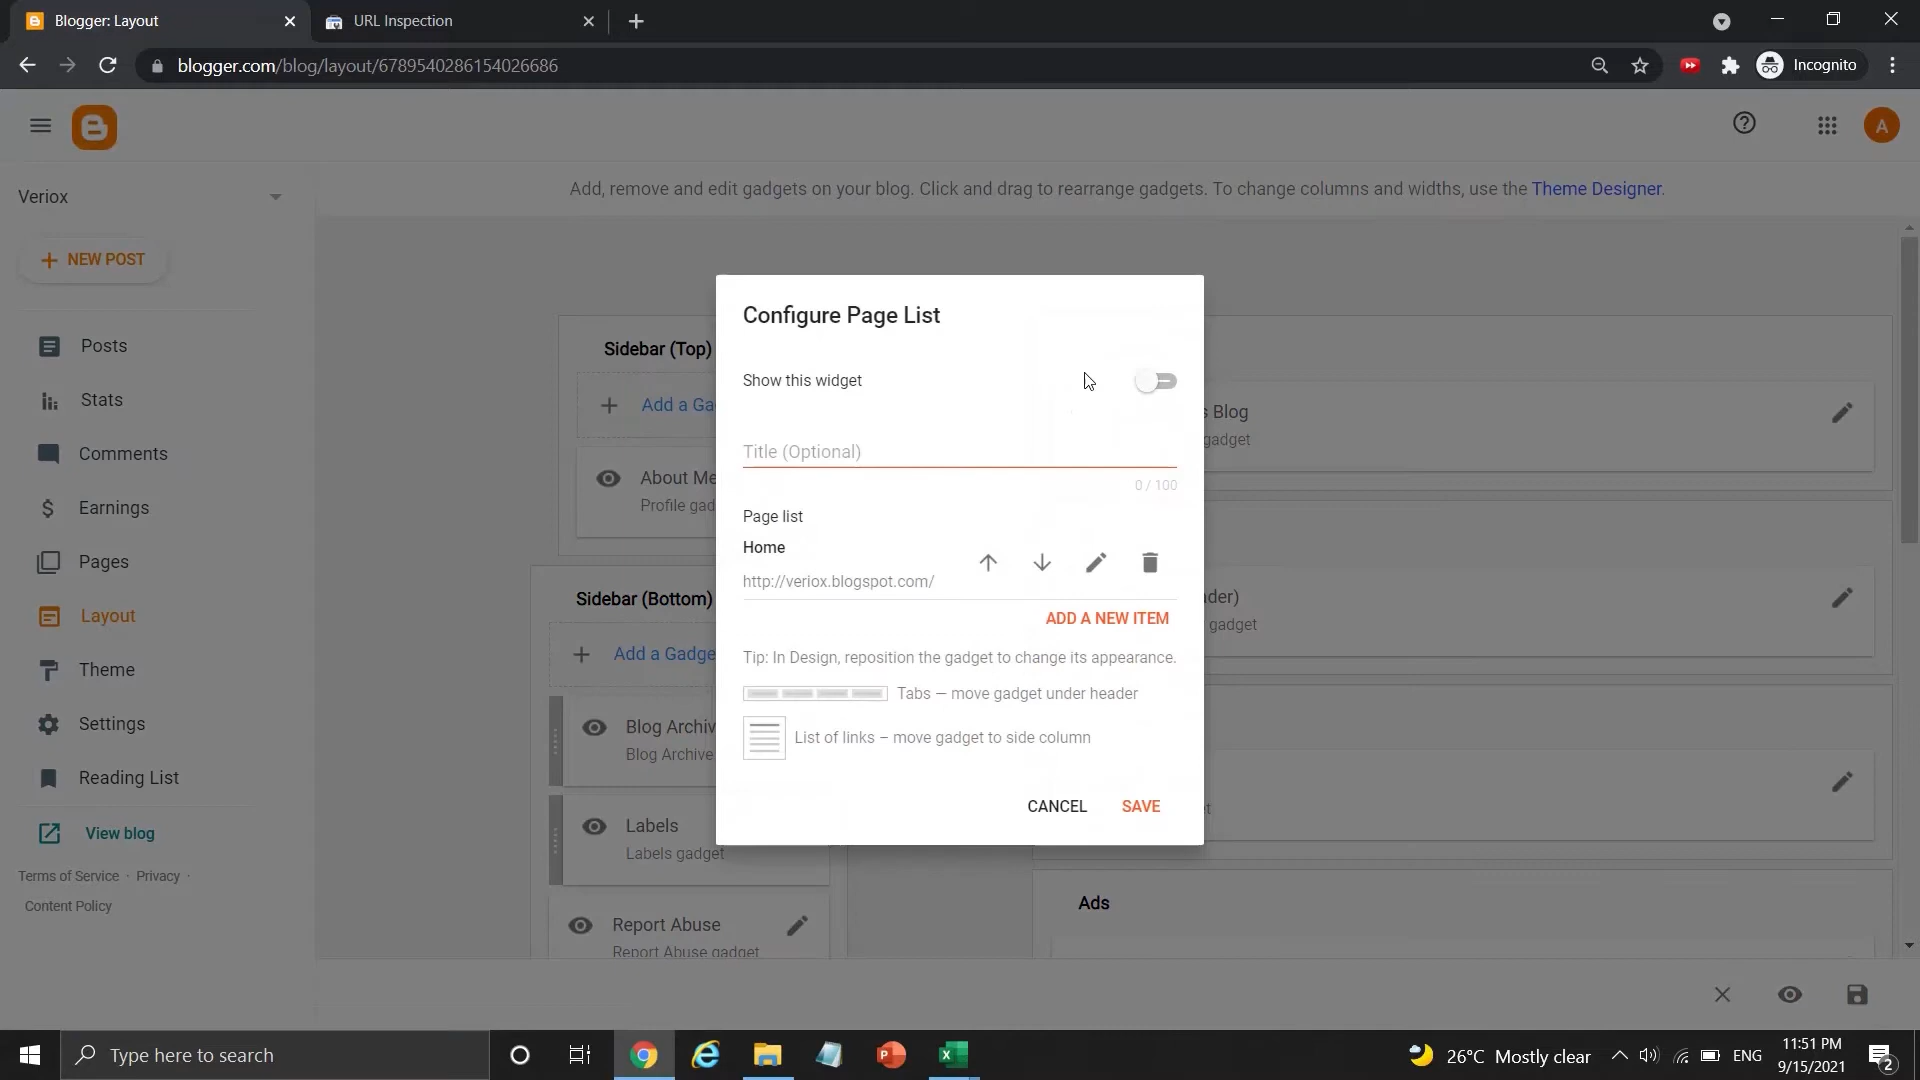 Blogger: Layout
URL Inspection
blogger.com/blog/layout/6789540286154026686
Incognito
A
Add, remove and edit gadgets on your blog. Click and drag to rearrange gadgets. To change columns and widths, use the Theme Designer.
Veriox
NEW POST
Posts
Stats
Comments
Earnings
Pages
Layout
Theme
Settings
Reading List
View blog
Terms of Service · Privacy ·
Content Policy
Sidebar (Top)
Add a Ga
About Me
Profile gad
Sidebar (Bottom)
Add a Gadge
Blog Archiv
Blog Archive
Labels
Labels gadget
Report Abuse
Report Abuse gadget
Configure Page List
Show this widget
Title (Optional)
0 / 100
Page list
Home
http://veriox.blogspot.com/
ADD A NEW ITEM
Tip: In Design, reposition the gadget to change its appearance.
Tabs — move gadget under header
List of links – move gadget to side column
CANCEL
SAVE
s Blog
gadget
der)
gadget
Ads
Type here to search
26°C Mostly clear
ENG
11:51 PM
9/15/2021
2